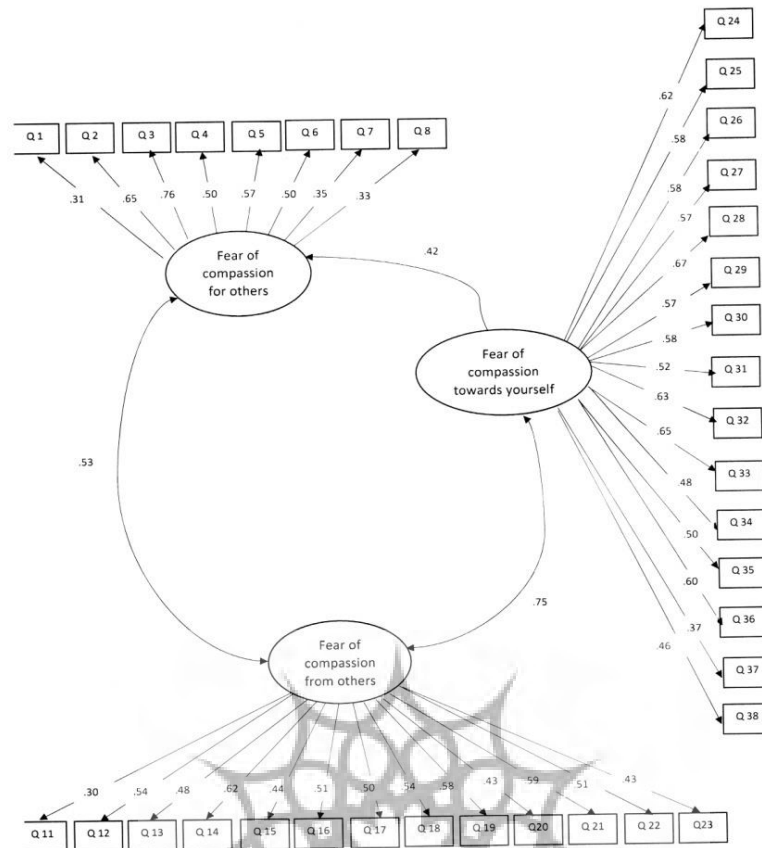 Q 24
Q 25
Q 26
Q 27
Q 28
Q 29
Q 30
Q 31
Q 32
Q 33
Q 34
Q 35
Q 36
Q 37
Q 38
.62
.58
.58
.57
.67
.57
.58
.52
.63
.65
.48
.50
.60
.37
.46
Q 1 Q 2 Q 3 Q 4 Q 5 Q 6 Q 7 Q 8
.31 .65 .76 .50 .57 .50 .35 .33
Fear of
compassion
for others
.42
Fear of
compassion
towards yourself
.53
.75
Fear of
compassion
from others
.30 .54 .48 .62 .44 .51 .50 .54 .58 .43 .59 .51 .43
Q 11 Q 12 Q 13 Q 14 Q 15 Q 16 Q 17 Q 18 Q 19 Q20 Q 21 Q 22 Q23